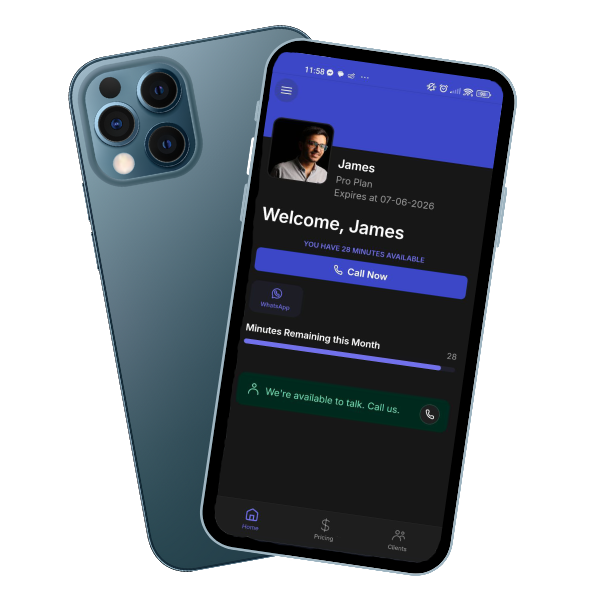 11:58
James
Pro Plan
Expires at 07-06-2026
Welcome, James
YOU HAVE 28 MINUTES AVAILABLE
Call Now
WhatsApp
Minutes Remaining this Month
28
We're available to talk. Call us.
Home
Pricing
Clients